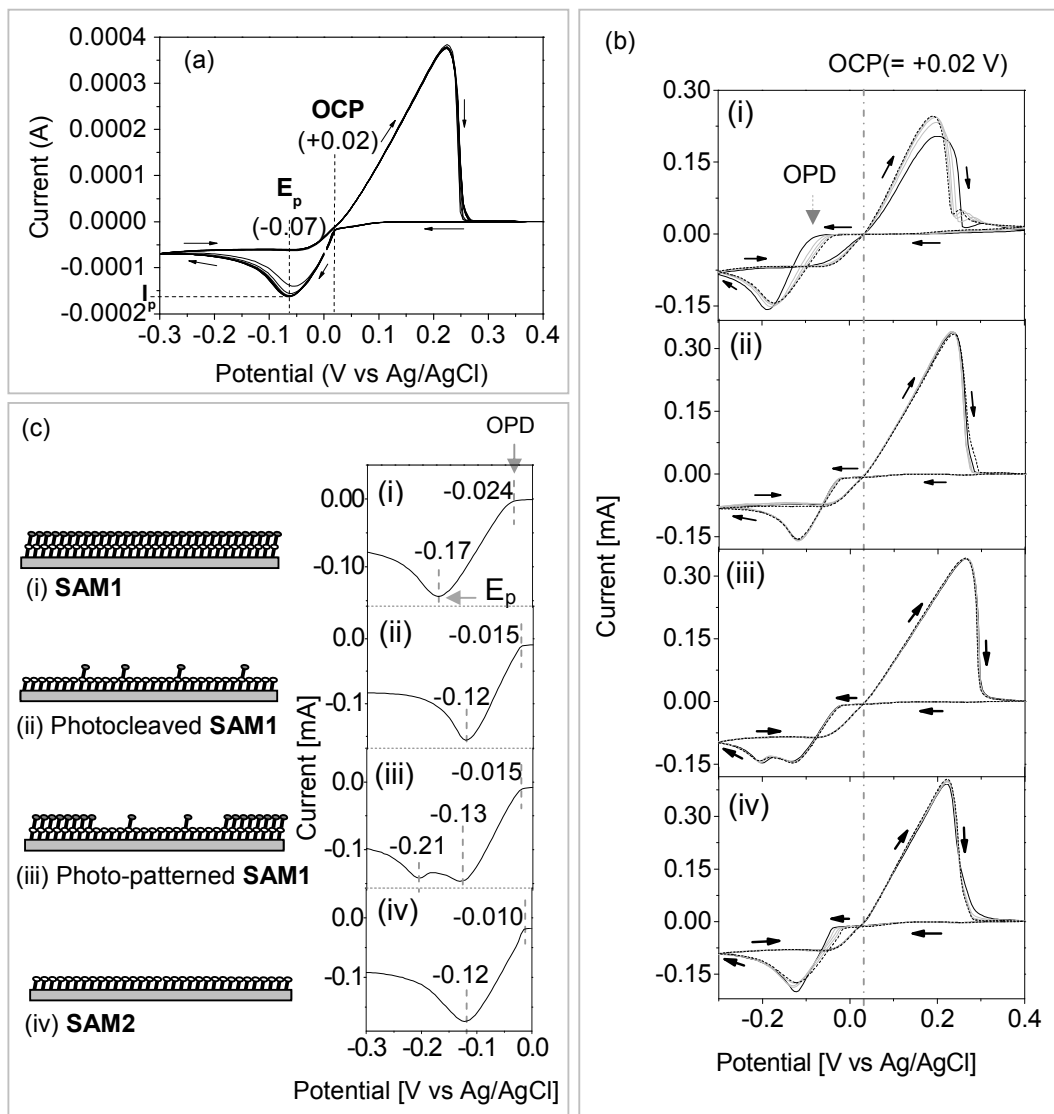 (a)
0.0004
0.0003
0.0002
0.0001
0.0000
-0.0001
-0.0002
Current (A)
OCP
(+0.02)
E_p
(-0.07)
I_p
-0.3 -0.2 -0.1 0.0 0.1 0.2 0.3 0.4
Potential (V vs Ag/AgCl)
(b)
OCP(= +0.02 V)
Current [mA]
(i)
OPD
0.30
0.15
0.00
-0.15
(ii)
0.30
0.15
0.00
-0.15
(iii)
0.30
0.15
0.00
-0.15
(iv)
0.30
0.15
0.00
-0.15
-0.2 0.0 0.2 0.4
Potential [V vs Ag/AgCl]
(c)
(i) SAM1
(ii) Photocleaved SAM1
(iii) Photo-patterned SAM1
(iv) SAM2
OPD
Current [mA]
(i)
0.00
-0.10
-0.024
-0.17
E_p
(ii)
0.0
-0.1
-0.015
-0.12
(iii)
0.0
-0.1
-0.015
-0.13
-0.21
(iv)
0.0
-0.1
-0.010
-0.12
-0.3 -0.2 -0.1 0.0
Potential [V vs Ag/AgCl]